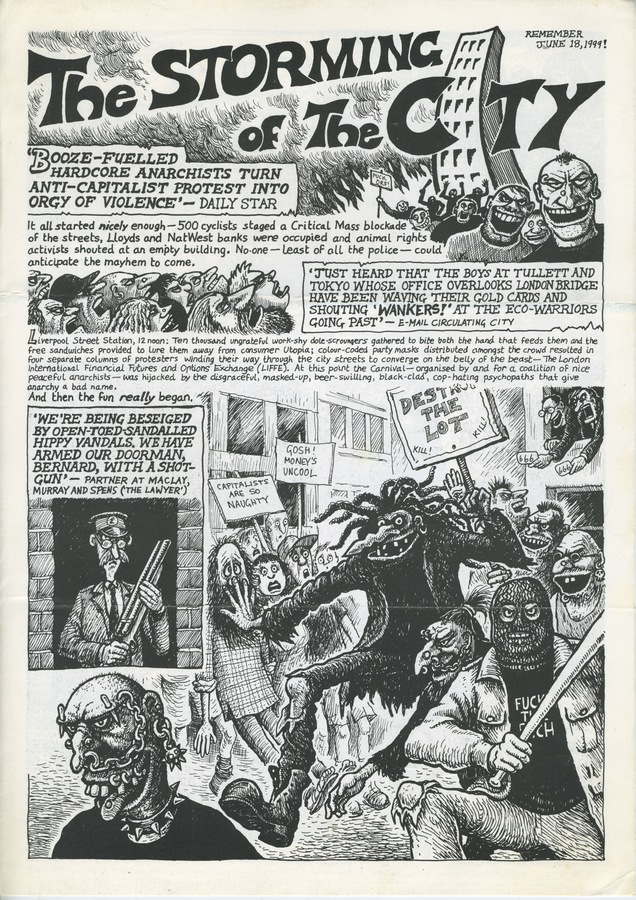 REMEMBER
JUNE 18, 1999!
The STORMING
of The CITY
'BOOZE-FUELLED
HARDCORE ANARCHISTS TURN
ANTI-CAPITALIST PROTEST INTO
ORGY OF VIOLENCE' – DAILY STAR
It all started nicely enough – 500 cyclists staged a Critical Mass blockade
of the streets, Lloyds and NatWest banks were occupied and animal rights
activists shouted at an empty building. No-one – least of all the police – could
anticipate the mayhem to come.
'JUST HEARD THAT THE BOYS AT TULLETT AND
TOKYO WHOSE OFFICE OVERLOOKS LONDON BRIDGE
HAVE BEEN WAVING THEIR GOLD CARDS AND
SHOUTING 'WANKERS!' AT THE ECO-WARRIORS
GOING PAST' – E-MAIL CIRCULATING CITY
Liverpool Street Station, 12 noon: Ten thousand ungrateful work-shy dole-scroungers gathered to bite both the hand that feeds them and the
free sandwiches provided to lure them away from consumer Utopia; colour-coded party masks distributed amongst the crowd resulted in
four separate columns of protesters winding their way through the city streets to converge on the belly of the beast – The London
International Financial Futures and Options Exchange (LIFFE). At this point the Carnival – organised by and for a coalition of nice
peaceful anarchists – was hijacked by the disgraceful, masked-up, beer-swilling, black-clad, cop-hating psychopaths that give
anarchy a bad name.
And then the fun really began.
'WE'RE BEING BESEIGED
BY OPEN-TOED-SANDALLED
HIPPY VANDALS. WE HAVE
ARMED OUR DOORMAN,
BERNARD, WITH A SHOT-
GUN' – PARTNER AT MACLAY,
MURRAY AND SPENS ('THE LAWYER')
DESTROY
THE
LOT
KILL!
KILL
GOSH!
MONEY'S
UNCOOL
CAPITALISTS
ARE SO
NAUGHTY
666
666
FUCK